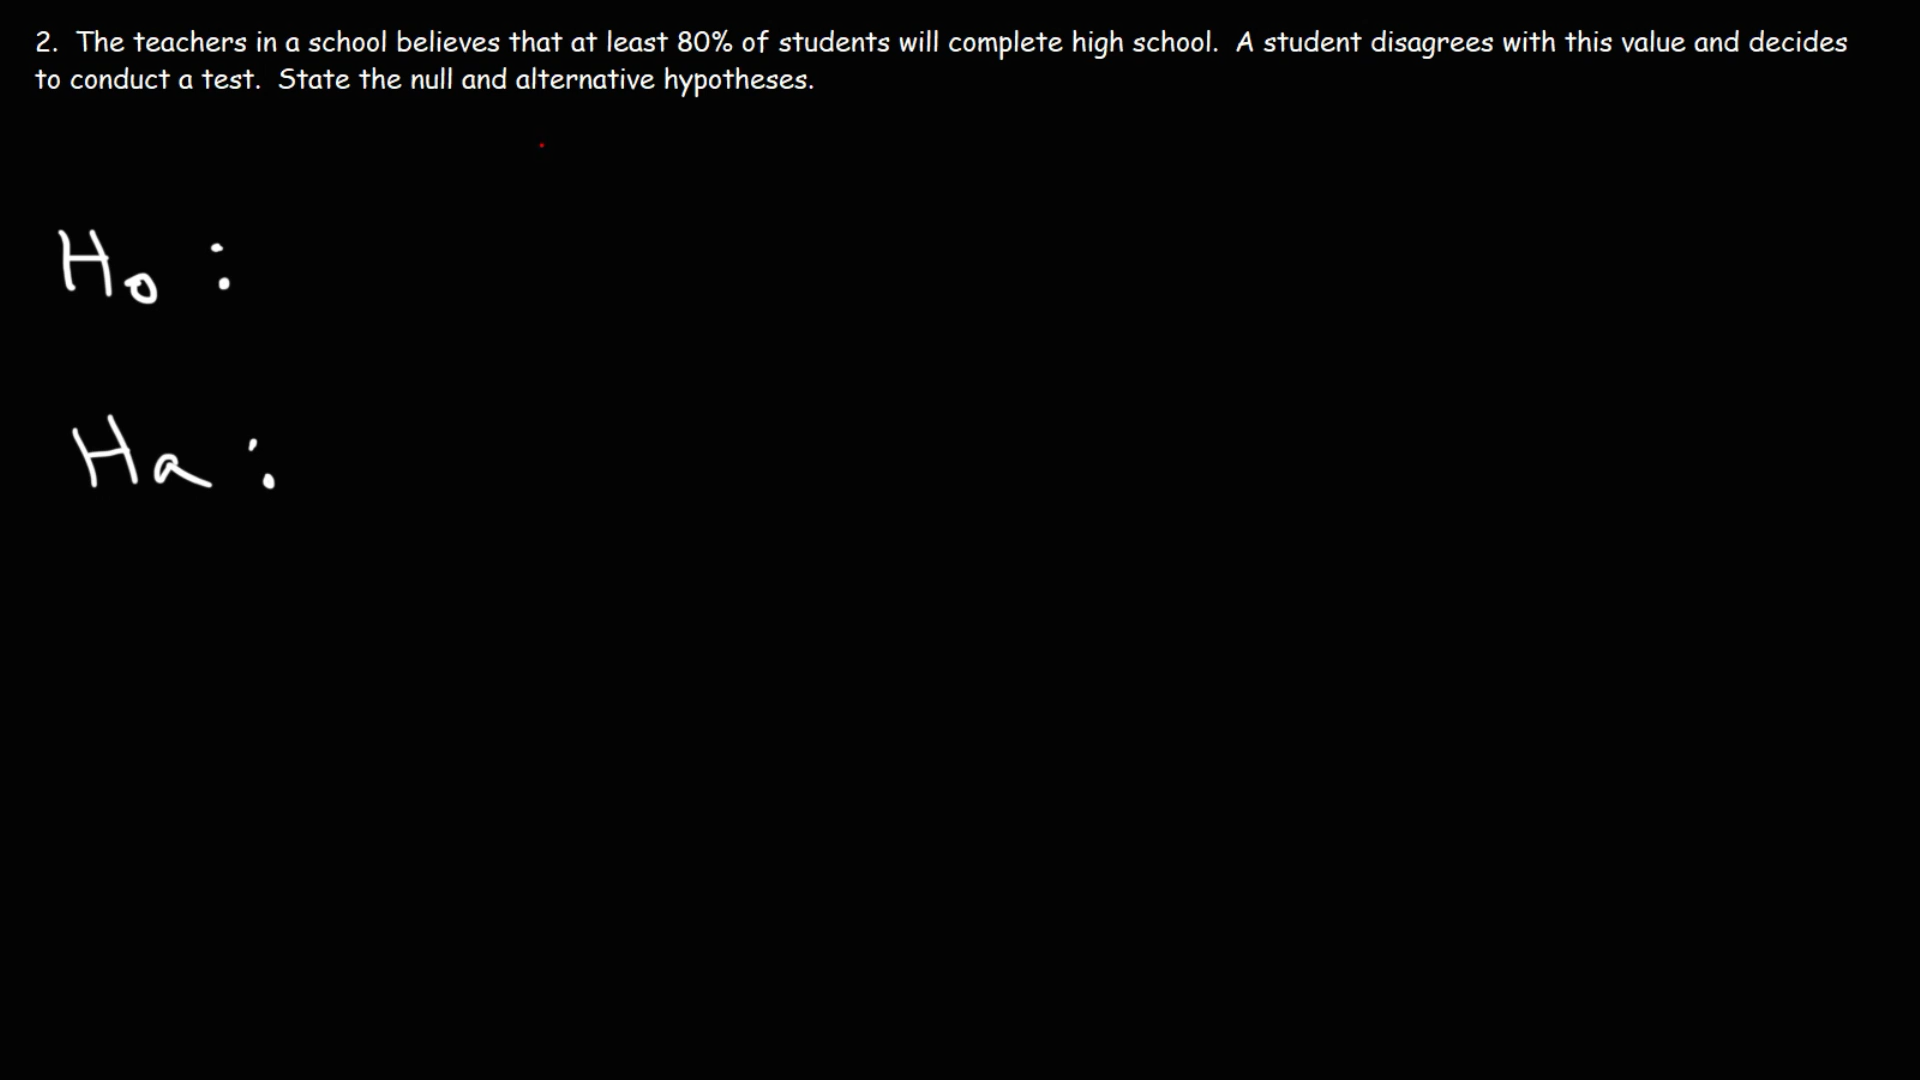 2. The teachers in a school believes that at least 80% of students will complete high school. A student disagrees with this value and decides
to conduct a test. State the null and alternative hypotheses.
Ho :
Ha :